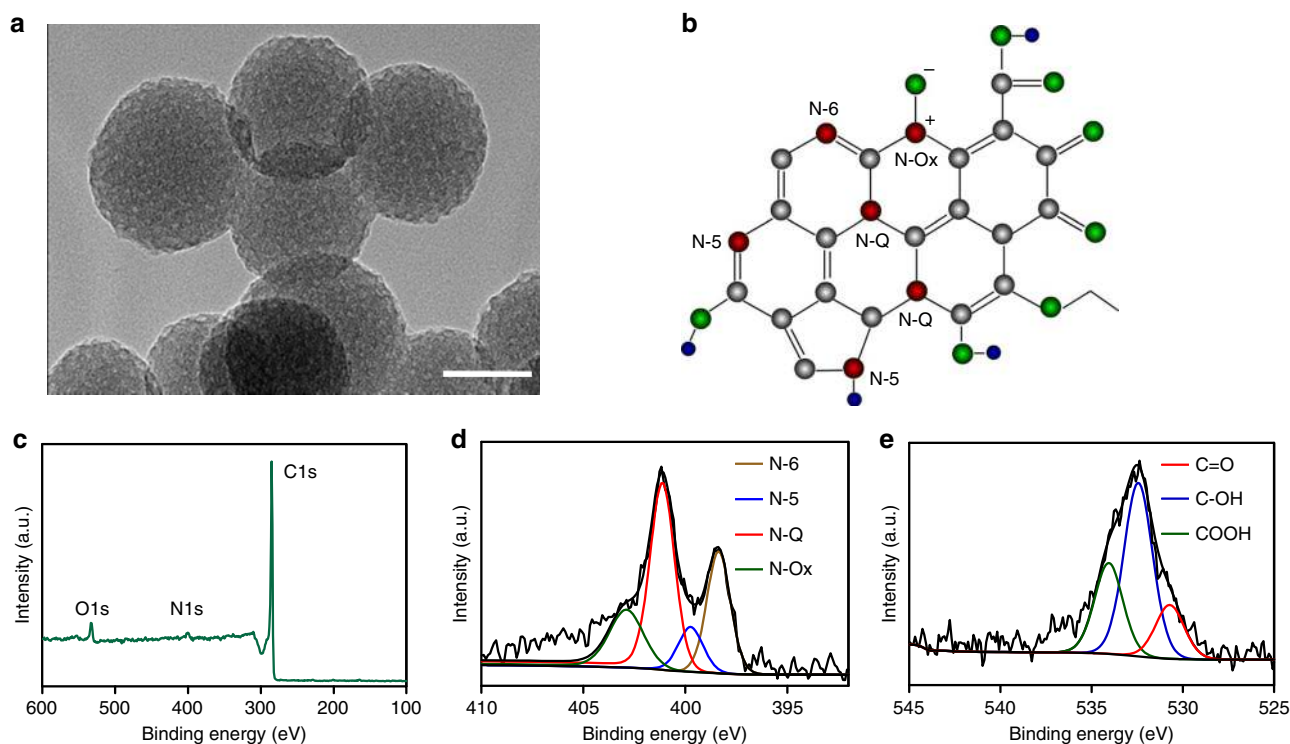 a
b
−
N-6
+
N-Ox
N-5
N-Q
N-Q
N-5
c
Intensity (a.u.)
C1s
O1s
N1s
600 500 400 300 200 100
Binding energy (eV)
d
Intensity (a.u.)
N-6
N-5
N-Q
N-Ox
410 405 400 395
Binding energy (eV)
e
Intensity (a.u.)
C=O
C-OH
COOH
545 540 535 530 525
Binding energy (eV)